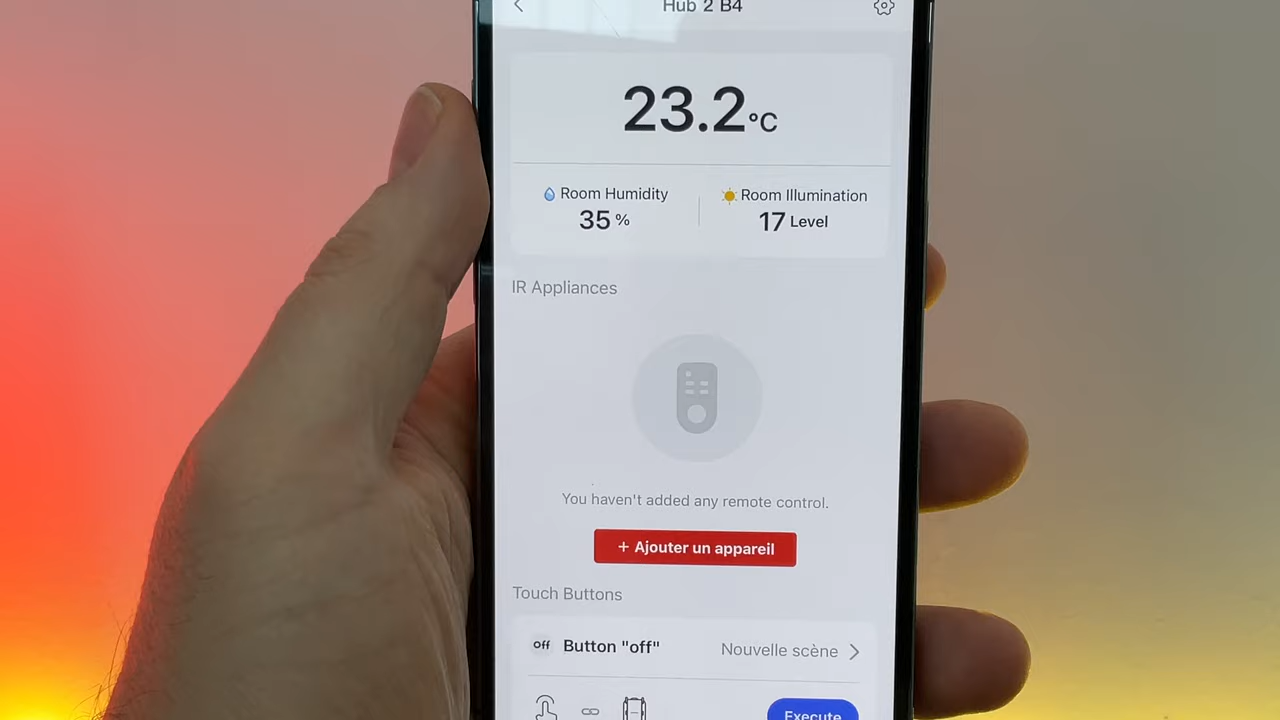 Hub 2 B4
23.2°C
Room Humidity
35 %
Room Illumination
17 Level
IR Appliances
You haven't added any remote control.
+ Ajouter un appareil
Touch Buttons
Off Button "off" Nouvelle scène
Execute